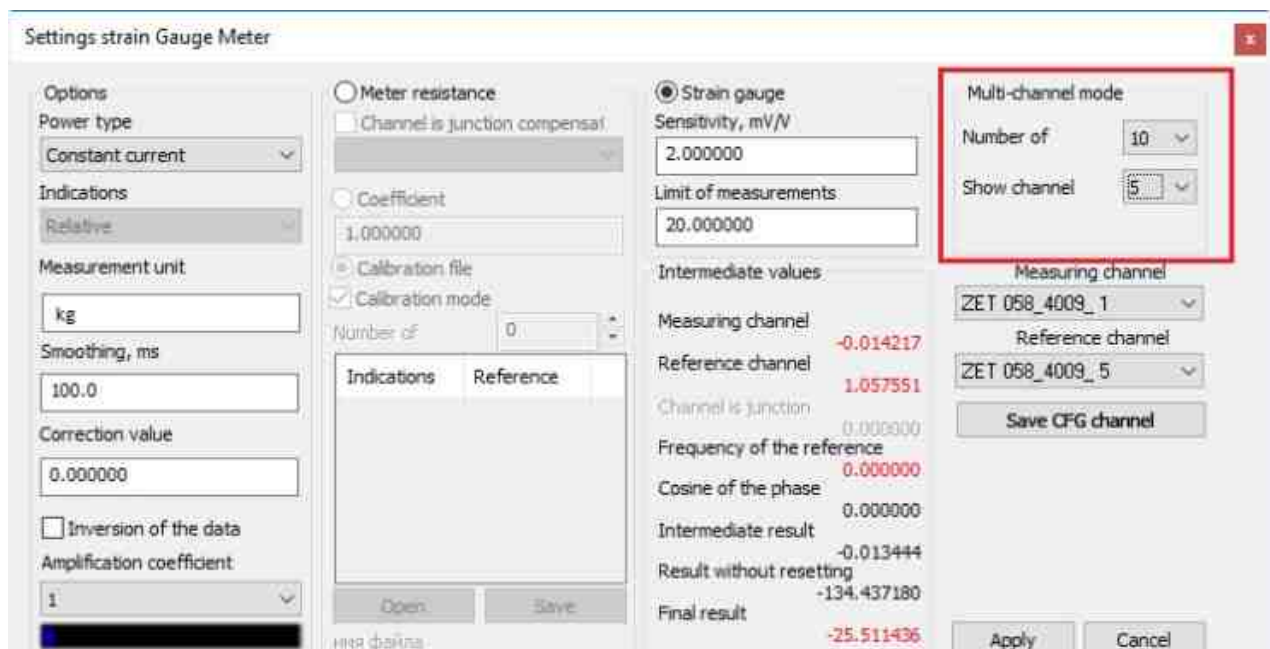 Settings strain Gauge Meter
x
Options
Power type
Constant current
Indications
Relative
Measurement unit
kg
Smoothing, ms
100.0
Correction value
0.000000
Inversion of the data
Amplification coefficient
1
Meter resistance
Channel is junction compensat
Coefficient
1.000000
Calibration file
Calibration mode
Number of
0
Indications Reference
Open Save
ния файла
Strain gauge
Sensitivity, mV/V
2.000000
Limit of measurements
20.000000
Intermediate values
Measuring channel
-0.014217
Reference channel
1.057551
Channel is junction
0.000000
Frequency of the reference
0.000000
Cosine of the phase
0.000000
Intermediate result
-0.013444
Result without resetting
-134.437180
Final result
-25.511436
Multi-channel mode
Number of 10
Show channel 5
Measuring channel
ZET 058_4009_ 1
Reference channel
ZET 058_4009_ 5
Save CFG channel
Apply Cancel